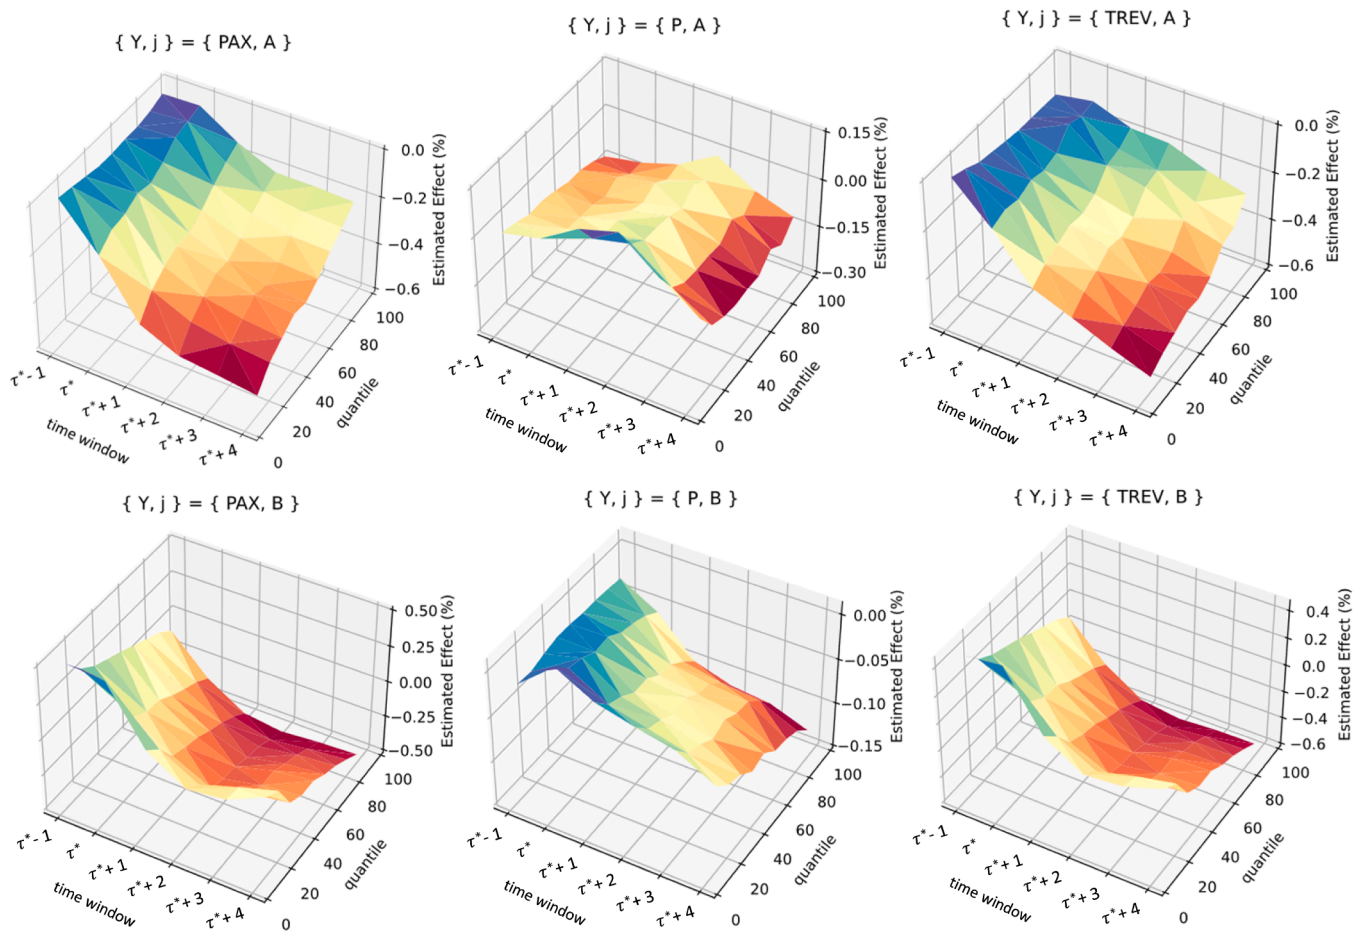 { Y, j } = { PAX, A }
0.0
−0.2
−0.4
−0.6
Estimated Effect (%)
100
80
60
40
20
0
quantile
τ*-1
τ*
τ*+1
τ*+2
τ*+3
τ*+4
time window
{ Y, j } = { P, A }
0.15
0.00
−0.15
−0.30
Estimated Effect (%)
100
80
60
40
20
0
quantile
τ*-1
τ*
τ*+1
τ*+2
τ*+3
τ*+4
time window
{ Y, j } = { TREV, A }
0.0
−0.2
−0.4
−0.6
Estimated Effect (%)
100
80
60
40
20
0
quantile
τ*-1
τ*
τ*+1
τ*+2
τ*+3
τ*+4
time window
{ Y, j } = { PAX, B }
0.50
0.25
0.00
−0.25
−0.50
Estimated Effect (%)
100
80
60
40
20
0
quantile
τ*-1
τ*
τ*+1
τ*+2
τ*+3
τ*+4
time window
{ Y, j } = { P, B }
0.00
−0.05
−0.10
−0.15
Estimated Effect (%)
100
80
60
40
20
0
quantile
τ*-1
τ*
τ*+1
τ*+2
τ*+3
τ*+4
time window
{ Y, j } = { TREV, B }
0.4
0.2
0.0
−0.2
−0.4
−0.6
Estimated Effect (%)
100
80
60
40
20
0
quantile
τ*-1
τ*
τ*+1
τ*+2
τ*+3
τ*+4
time window